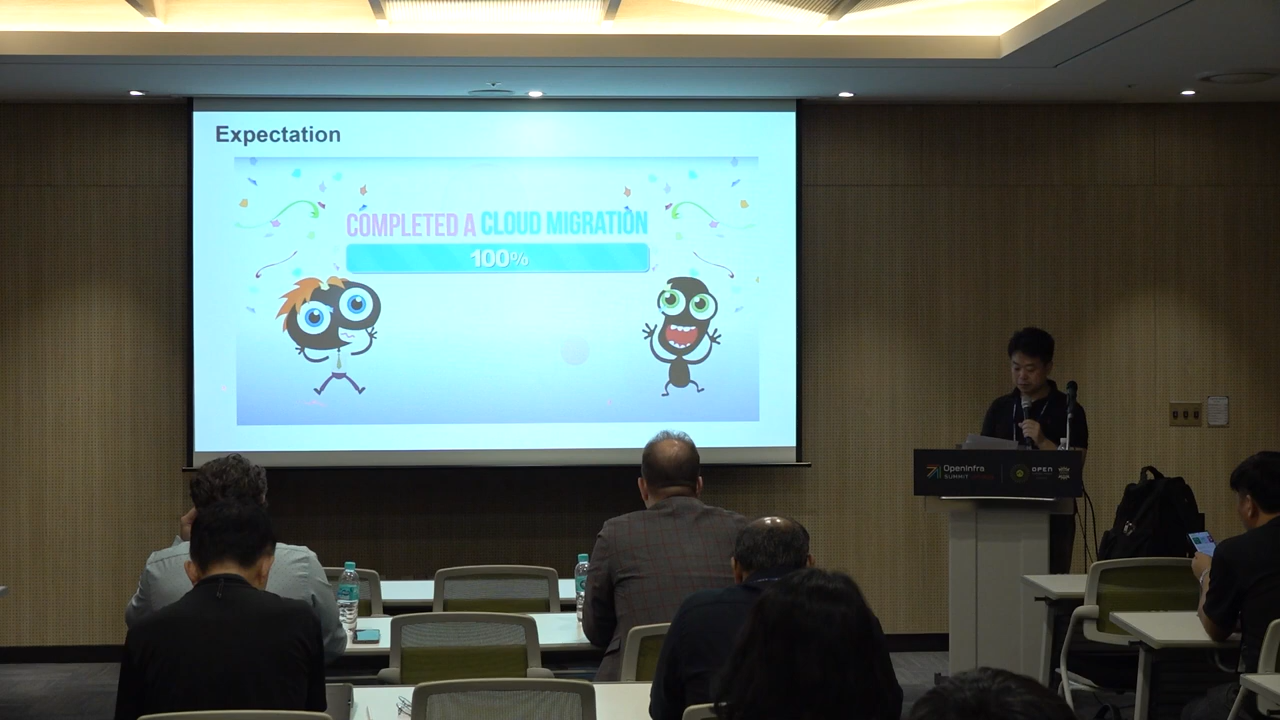 Expectation
COMPLETED A CLOUD MIGRATION
100%
OpenInfra
SUMMIT
OPEN